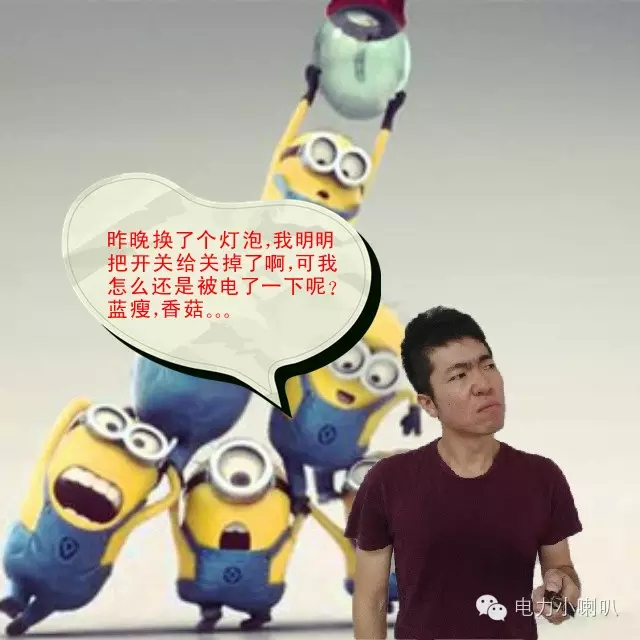 昨晚换了个灯泡,我明明
把开关给关掉了啊,可我
怎么还是被电了一下呢?
蓝瘦,香菇。。。
电力小喇叭